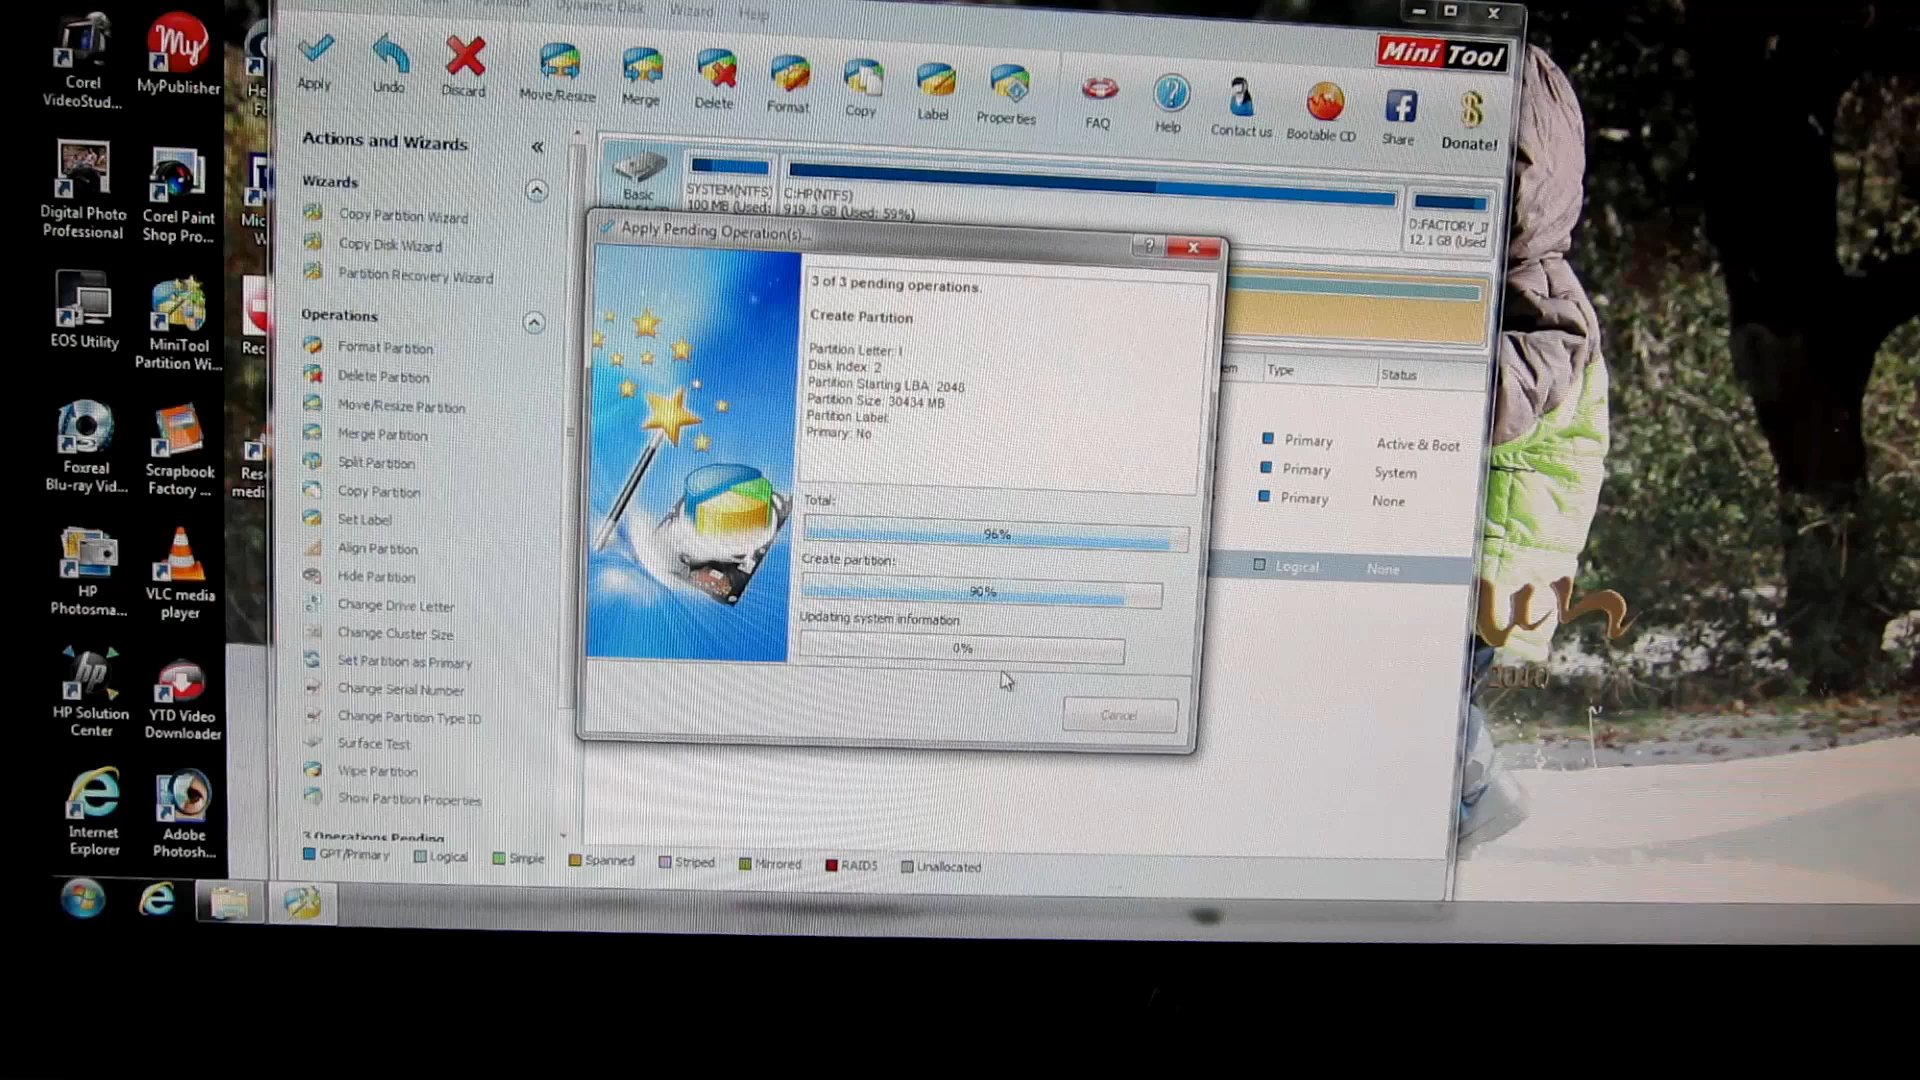 Dynamic Disk
Wizard
Help
Mini Tool
Apply
Undo
Discard
Move/Resize
Merge
Delete
Format
Copy
Label
Properties
FAQ
Help
Contact us
Bootable CD
Share
Donate!
Corel
VideoStud...
MyPublisher
Digital Photo
Professional
Corel Paint
Shop Pro...
EOS Utility
MiniTool
Partition Wi...
Foxreal
Blu-ray Vid...
Scrapbook
Factory ...
HP
Photosma...
VLC media
player
HP Solution
Center
YTD Video
Downloader
Internet
Explorer
Adobe
Photosh...
Mic
Rec
Res
medi
Actions and Wizards
Wizards
Copy Partition Wizard
Copy Disk Wizard
Partition Recovery Wizard
Operations
Format Partition
Delete Partition
Move/Resize Partition
Merge Partition
Split Partition
Copy Partition
Set Label
Align Partition
Hide Partition
Change Drive Letter
Change Cluster Size
Set Partition as Primary
Change Serial Number
Change Partition Type ID
Surface Test
Wipe Partition
Show Partition Properties
3 Operations Pending
Basic
SYSTEM(NTFS)
100 MB (Used:
C:HP(NTFS)
919.3 GB (Used: 59%)
D:FACTORY_I
12.1 GB (Used
Apply Pending Operation(s)...
3 of 3 pending operations.
Create Partition
Partition Letter: I
Disk Index: 2
Partition Starting LBA: 2048
Partition Size: 30434 MB
Partition Label:
Primary: No
Total:
96%
Create partition:
90%
Updating system information
0%
Cancel
Type
Status
Primary
Active & Boot
Primary
System
Primary
None
Logical
None
GPT/Primary
Logical
Simple
Spanned
Striped
Mirrored
RAID5
Unallocated
2010